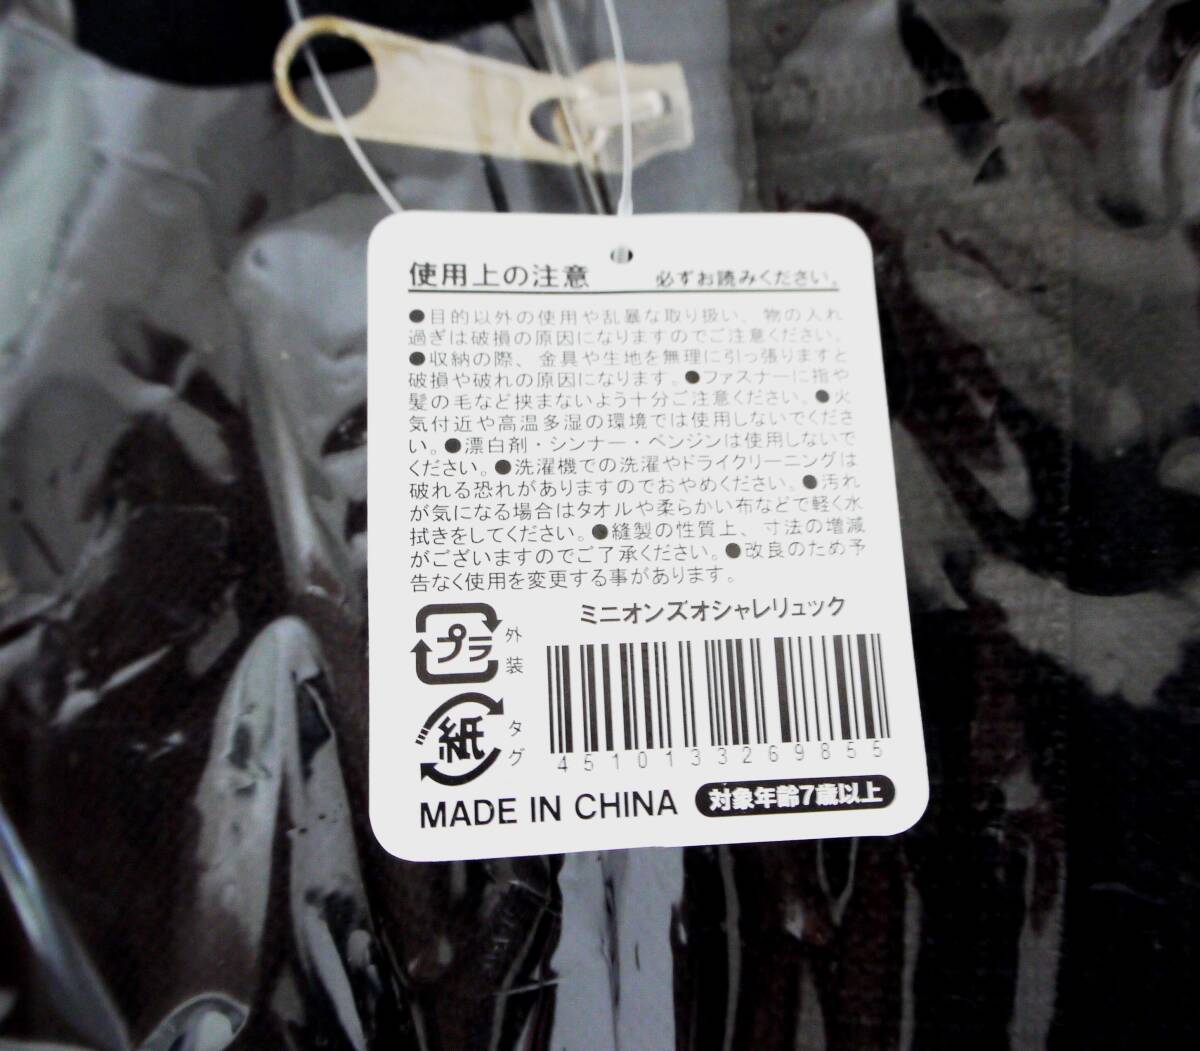 使用上の注意 必ずお読みください。
●目的以外の使用や乱暴な取り扱い、物の入れ
過ぎは破損の原因になりますのでご注意ください。
●収納の際、金具や生地を無理に引っ張りますと
破損や破れの原因になります。●ファスナーに指や
髪の毛など挟まないよう十分ご注意ください。●火
気付近や高温多湿の環境では使用しないでくださ
い。●漂白剤・シンナー・ベンジンは使用しないで
ください。●洗濯機での洗濯やドライクリーニングは
破れる恐れがありますのでおやめください。●汚れ
が気になる場合はタオルや柔らかい布などで軽く水
拭きをしてください。●縫製の性質上、寸法の増減
がございますのでご了承ください。●改良のため予
告なく使用を変更する事があります。
ミニオンズオシャレリュック
プラ 外装
紙 タグ
4510133269855
MADE IN CHINA 対象年齢7歳以上